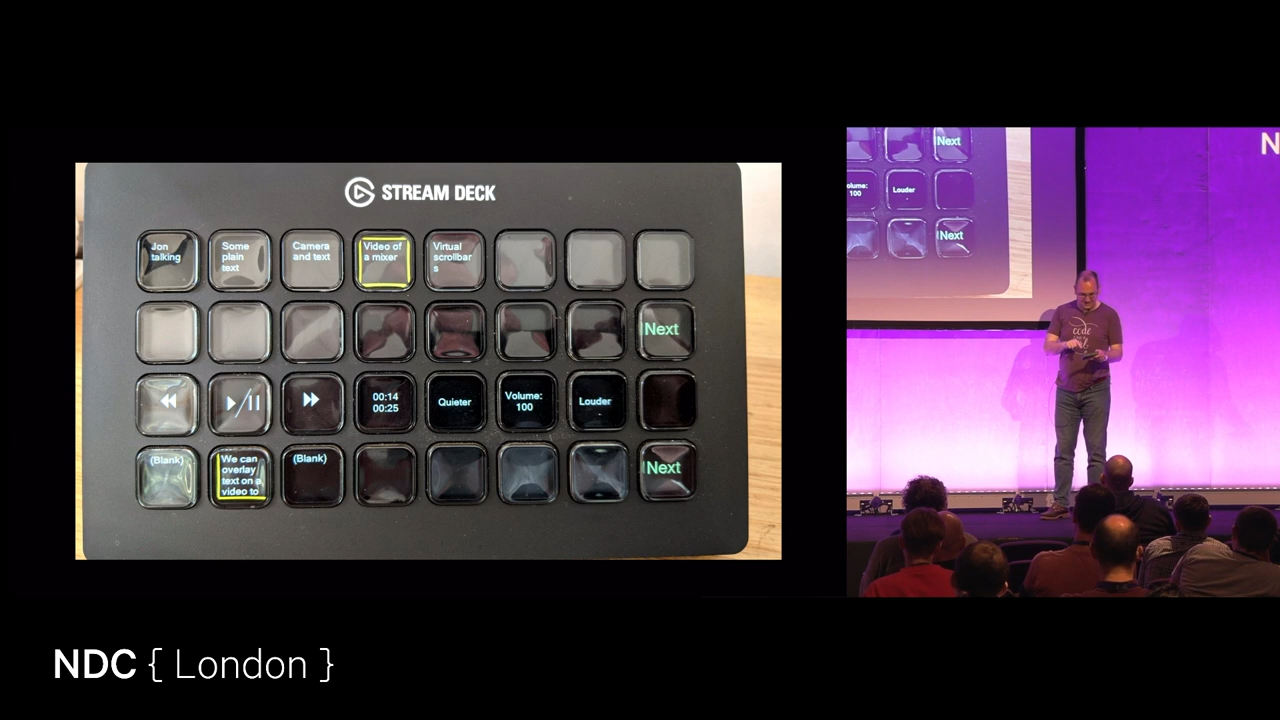 STREAM DECK
Jon
talking
Some
plain
text
Camera
and text
Video of
a mixer
Virtual
scrollbar
s
Next
00:14
00:25
Quieter
Volume:
100
Louder
(Blank)
We can
overlay
text on a
video to
(Blank)
Next
Next
olume:
100
Louder
Next
N
code
NDC { London }